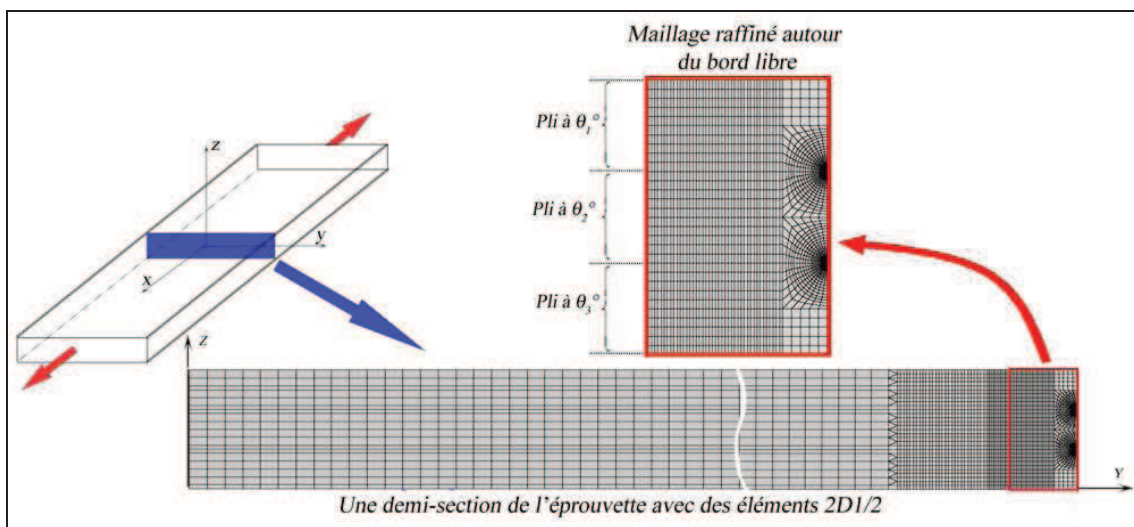 Maillage raffiné autour
du bord libre
Pli à θ₁°
Pli à θ₂°
Pli à θ₃°
z
y
x
Z
Y
Une demi-section de l'éprouvette avec des éléments 2D1/2